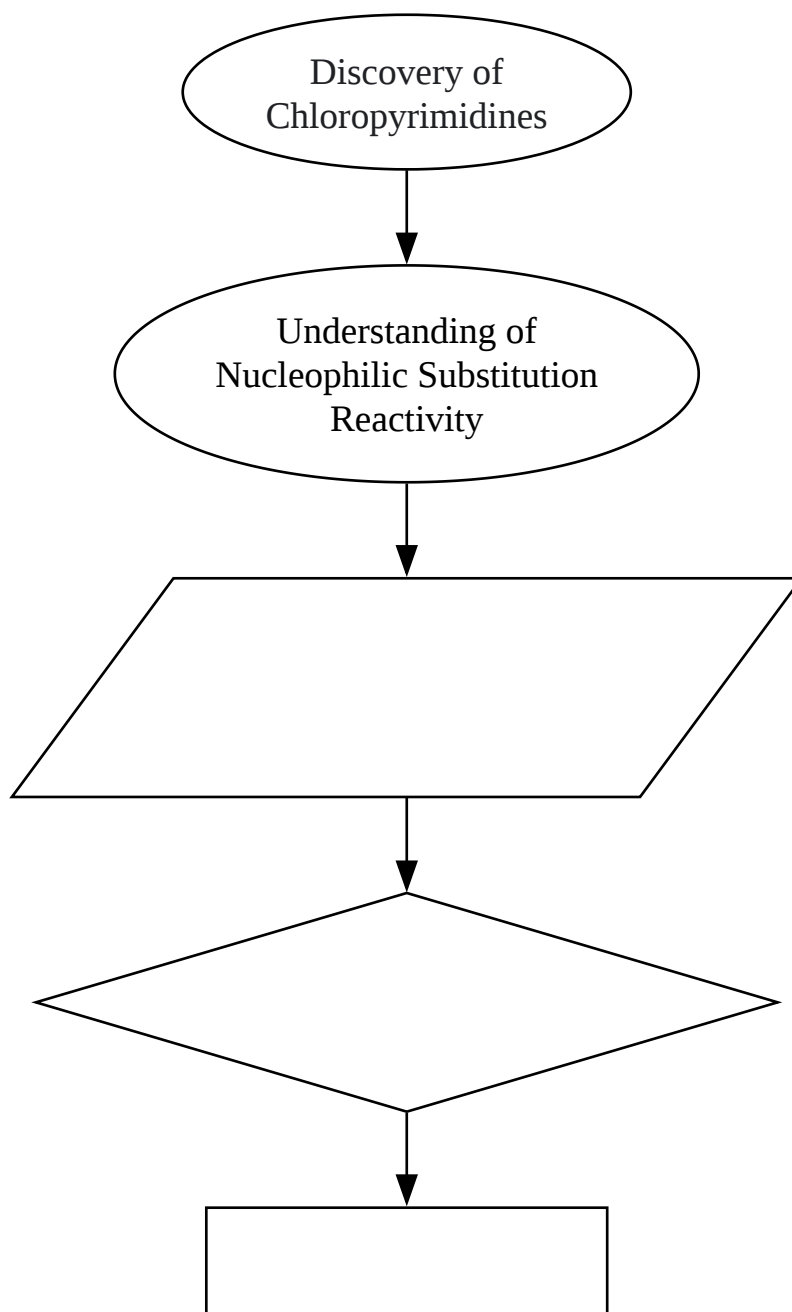 Discovery of
Chloropyrimidines
Understanding of
Nucleophilic Substitution
Reactivity